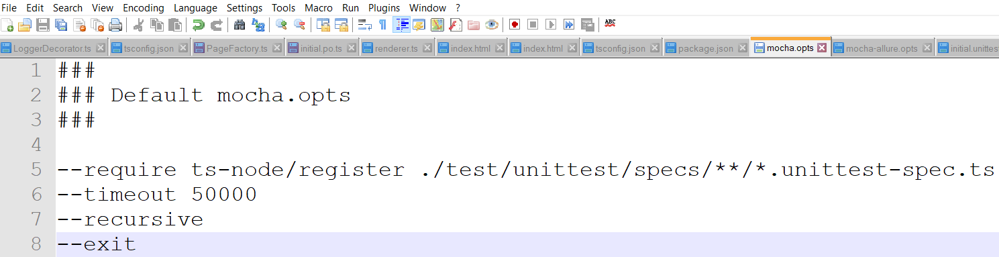 File Edit Search View Encoding Language Settings Tools Macro Run Plugins Window ?
ABC
LoggerDecorator.ts tsconfig.json PageFactory.ts initial.po.ts renderer.ts index.html index.html tsconfig.json package.json mocha.opts mocha-allure.opts initial.unittes
1 ###
2 ### Default mocha.opts
3 ###
4
5 --require ts-node/register ./test/unittest/specs/**/*.unittest-spec.ts
6 --timeout 50000
7 --recursive
8 --exit